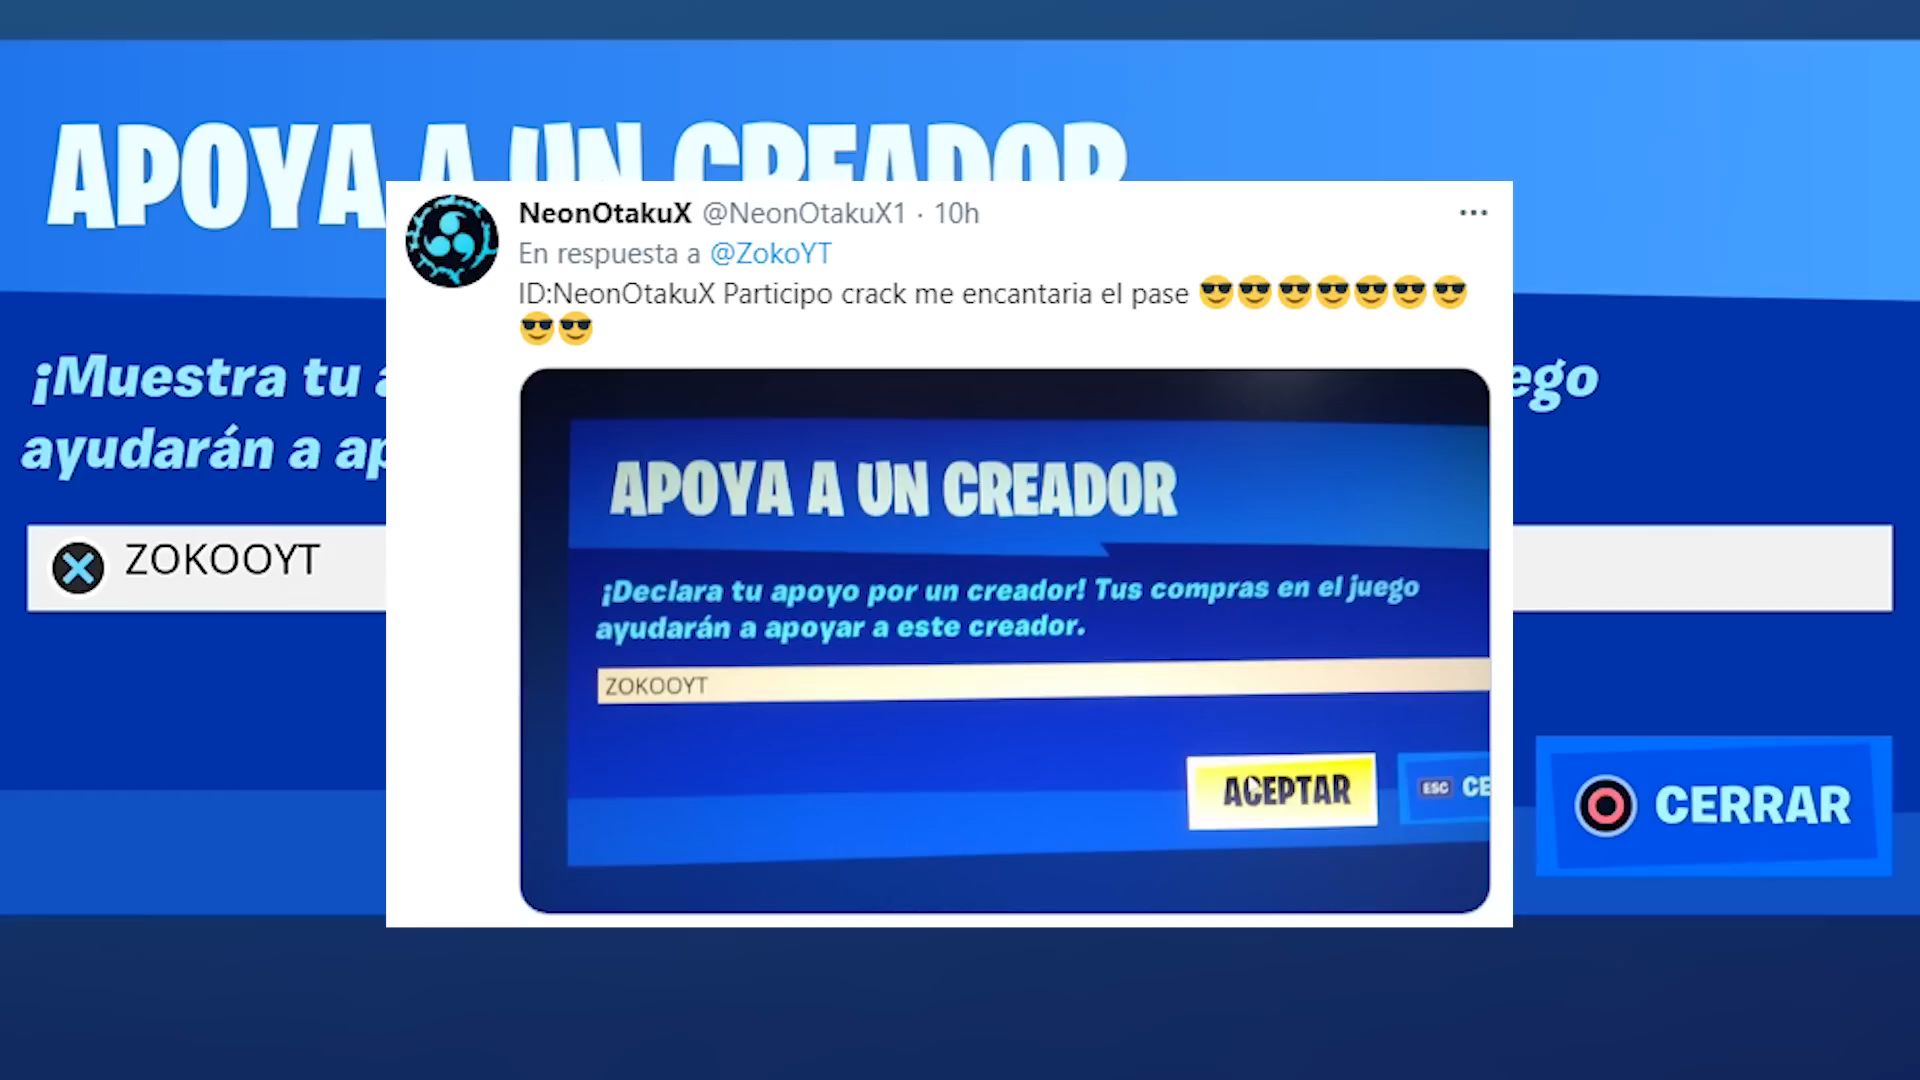 APOYA A UN CREADOR
NeonOtakuX @NeonOtakuX1 · 10h
En respuesta a @ZokoYT
ID:NeonOtakuX Participo crack me encantaria el pase 😎😎😎😎😎😎😎
😎😎
¡Muestra tu
ego
ayudarán a ap
ZOKOOYT
APOYA A UN CREADOR
¡Declara tu apoyo por un creador! Tus compras en el juego
ayudarán a apoyar a este creador.
ZOKOOYT
ACEPTAR
ESC CE
CERRAR